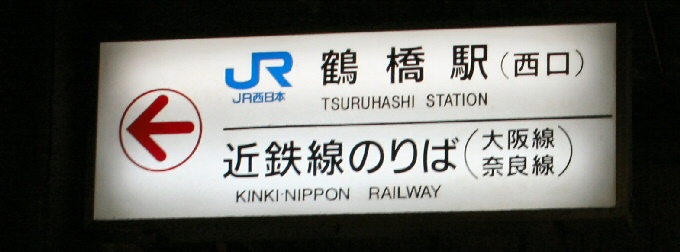 JR 鶴橋駅(西口)
JR西日本 TSURUHASHI STATION
近鉄線のりば(大阪線 奈良線)
KINKI-NIPPON RAILWAY